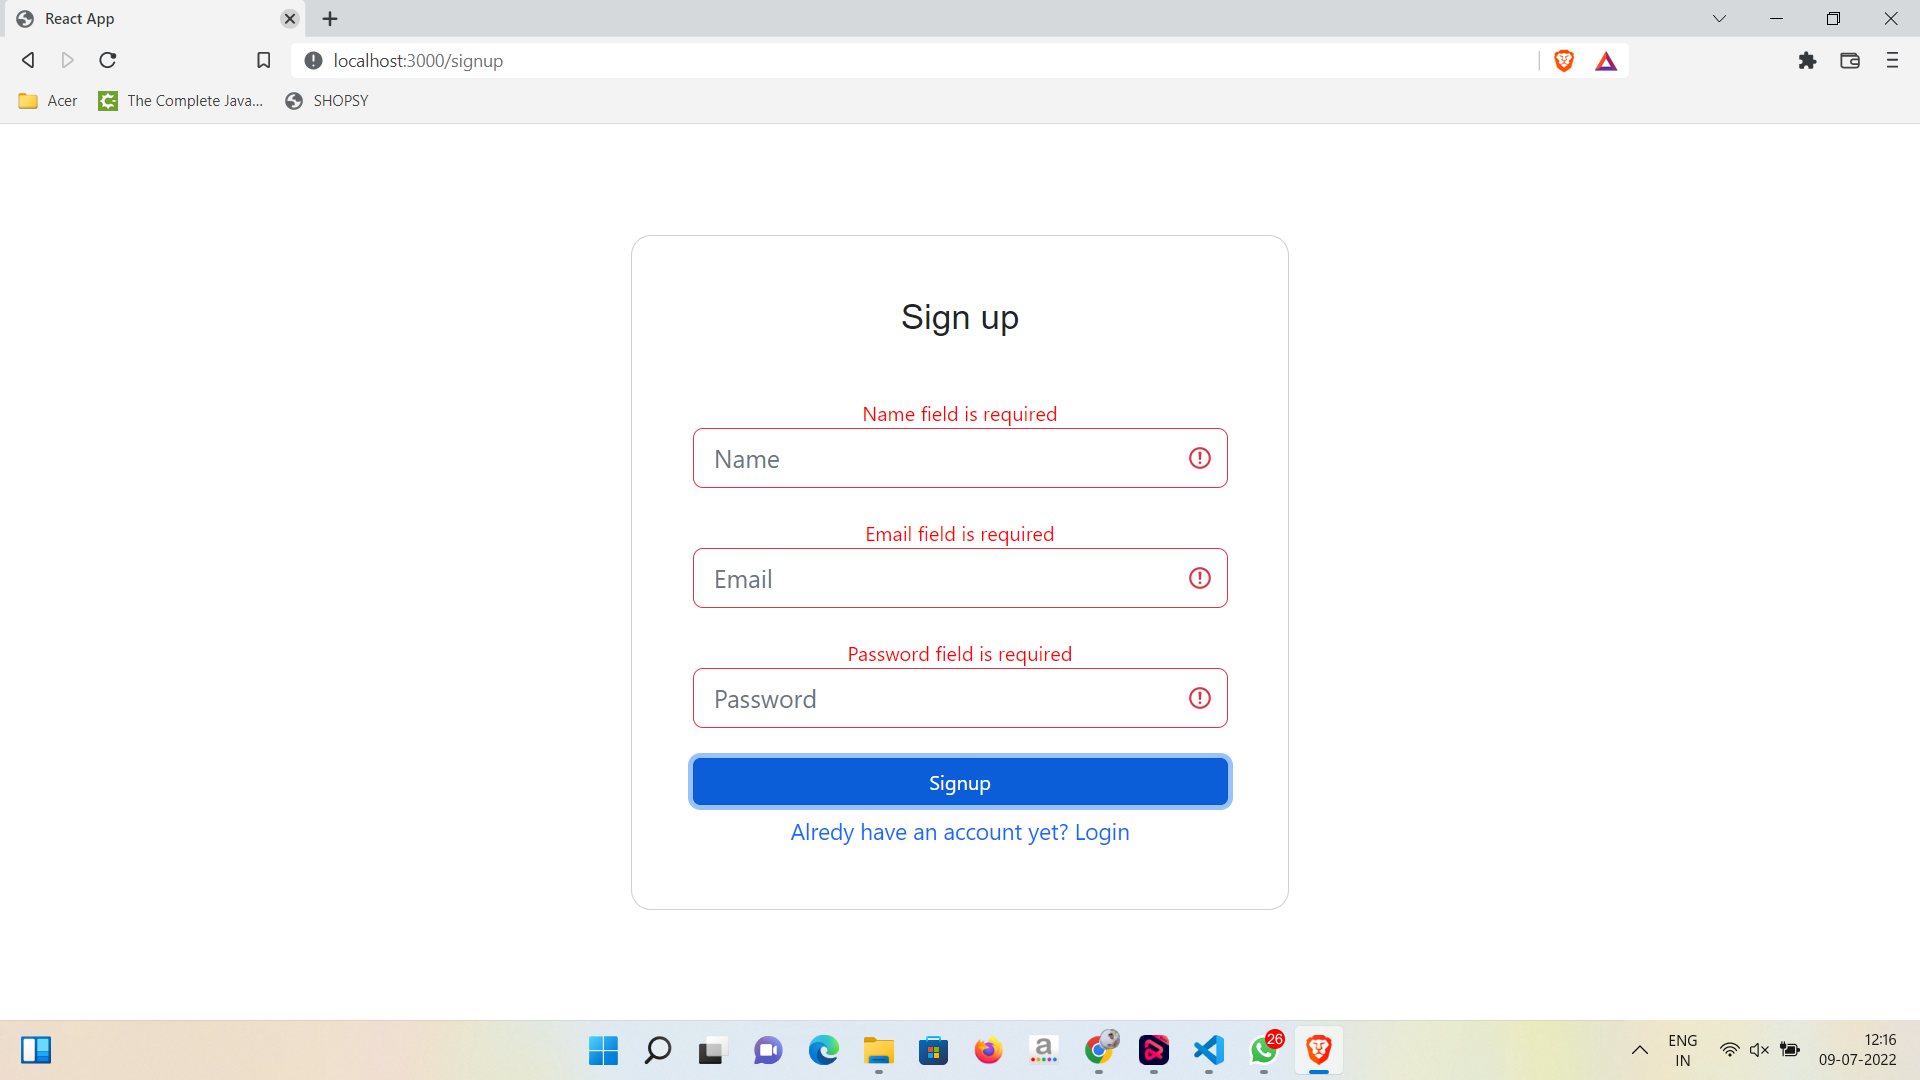 React App
localhost:3000/signup
Acer
The Complete Java...
SHOPSY
Sign up
Name field is required
Name
Email field is required
Email
Password field is required
Password
Signup
Alredy have an account yet? Login
a
26
ENG
IN
12:16
09-07-2022